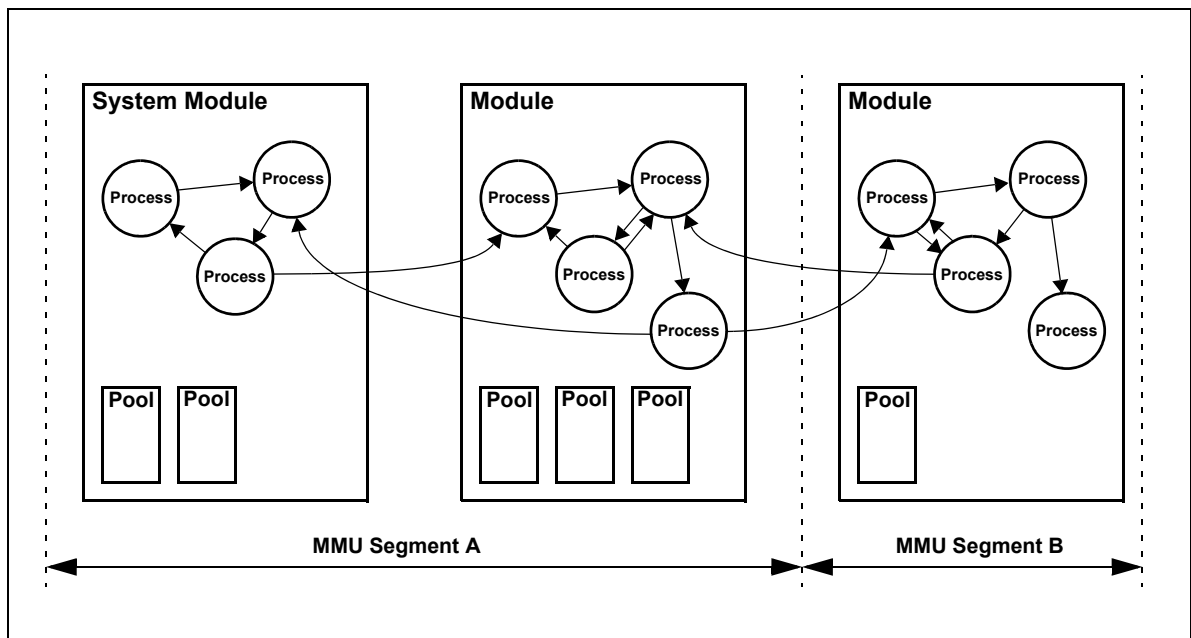 System Module
Process
Process
Process
Pool
Pool
Module
Process
Process
Process
Process
Pool
Pool
Pool
Module
Process
Process
Process
Process
Pool
MMU Segment A
MMU Segment B